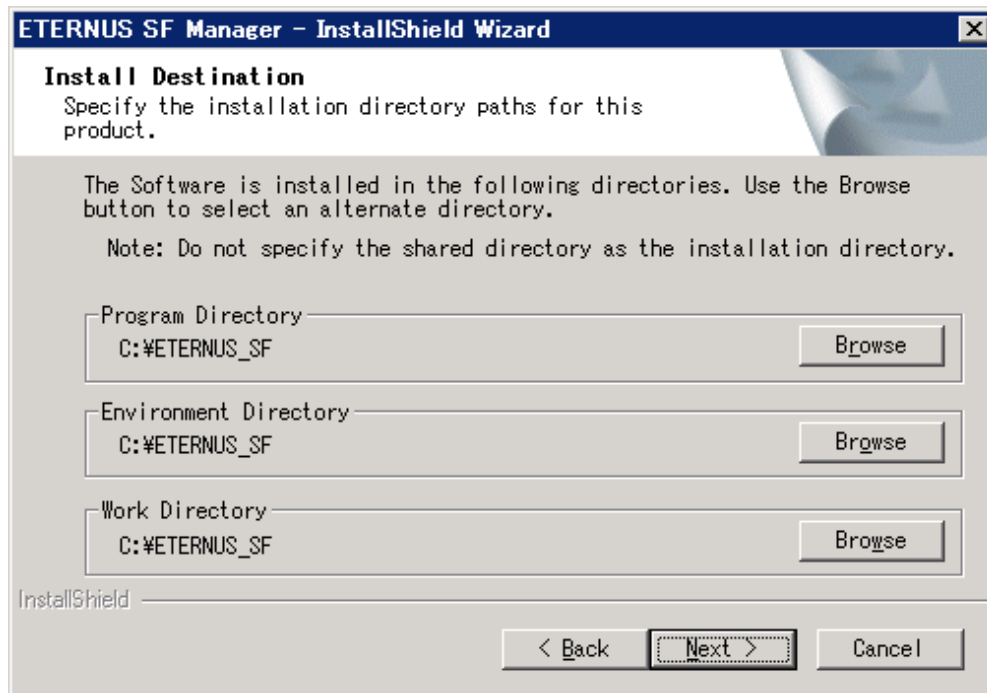 ETERNUS SF Manager - InstallShield Wizard
Install Destination
Specify the installation directory paths for this
product.
The Software is installed in the following directories. Use the Browse
button to select an alternate directory.
Note: Do not specify the shared directory as the installation directory.
Program Directory
C:¥ETERNUS_SF
Browse
Environment Directory
C:¥ETERNUS_SF
Browse
Work Directory
C:¥ETERNUS_SF
Browse
InstallShield
< Back Next > Cancel